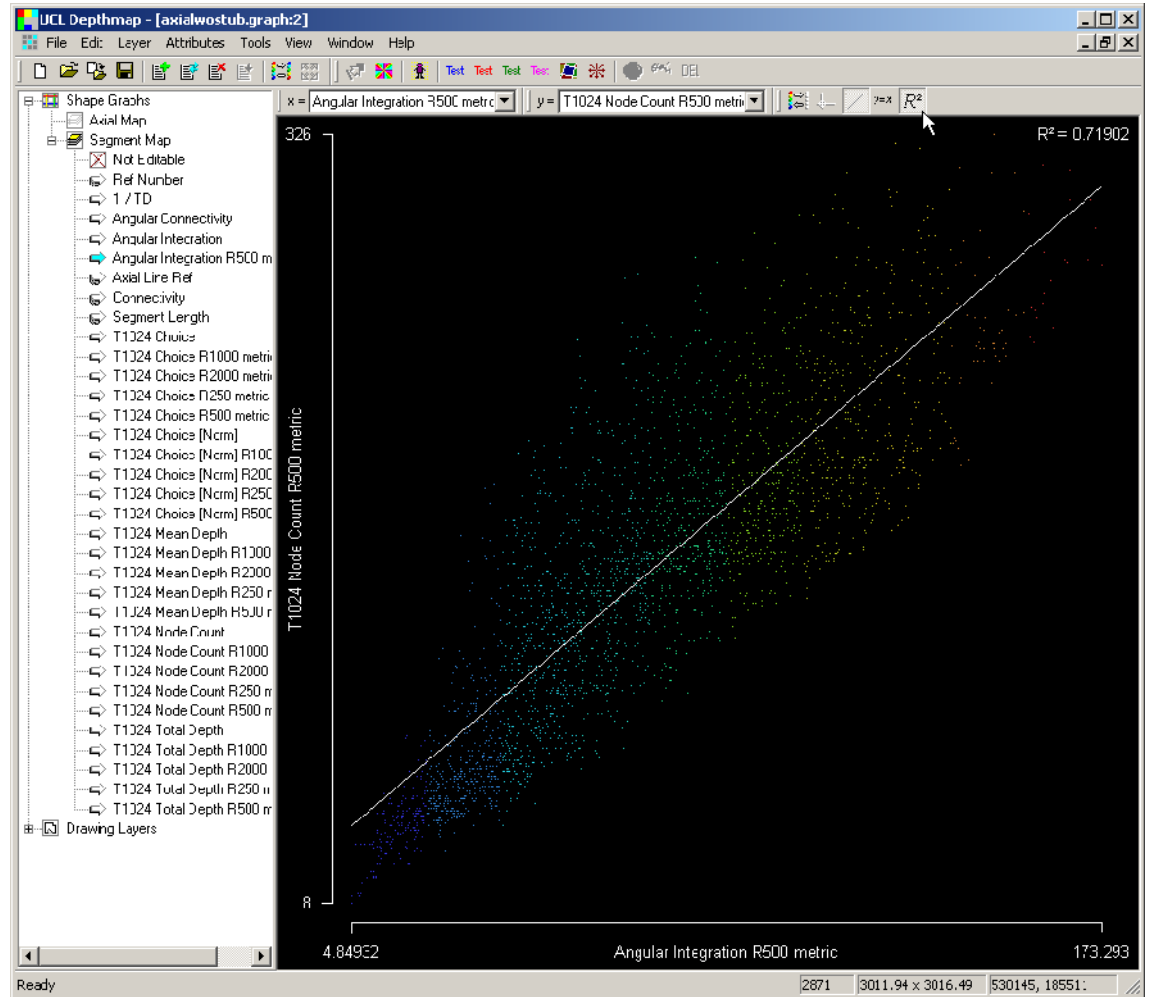 UCL Depthmap - [axialwostub.graph:2]
File Edit Layer Attributes Tools View Window Help
Test Test Test Test DEL
Shape Graphs
x = Angular Integration R500 metric y = T1024 Node Count R500 metri y=x R²
Axial Map
Segment Map
Not Editable
Ref Number
1 / TD
Angular Connectivity
Angular Integration
Angular Integration R500 m
Axial Line Ref
Connectivity
Segment Length
T1024 Choice
T1024 Choice R1000 metri
T1024 Choice R2000 metri
T1024 Choice R250 metric
T1024 Choice R500 metric
T1024 Choice [Norm]
T1024 Choice [Norm] R100
T1024 Choice [Norm] R200
T1024 Choice [Norm] R250
T1024 Choice [Norm] R500
T1024 Mean Depth
T1024 Mean Depth R1000
T1024 Mean Depth R2000
T1024 Mean Depth R250 r
T1024 Mean Depth R500 r
T1024 Node Count
T1024 Node Count R1000
T1024 Node Count R2000
T1024 Node Count R250 m
T1024 Node Count R500 m
T1024 Total Depth
T1024 Total Depth R1000
T1024 Total Depth R2000
T1024 Total Depth R250 m
T1024 Total Depth R500 m
Drawing Layers
326
R² = 0.71902
T1024 Node Count R500 metric
8
4.84932 Angular Integration R500 metric 173.293
Ready 2871 3011.94 x 3016.49 530145, 185511